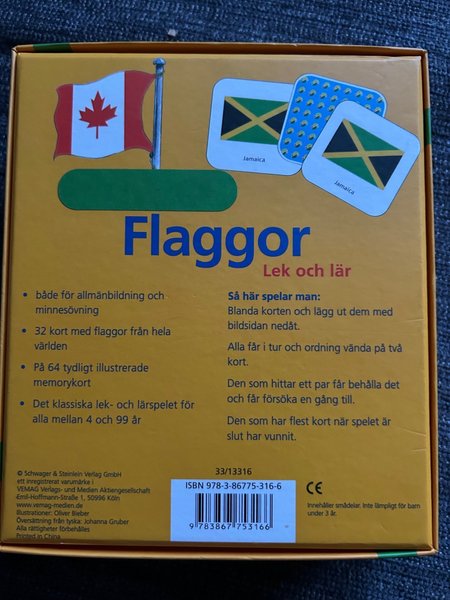 Jamaica
Jamaica
Flaggor
Lek och lär
• både för allmänbildning och
minnesövning
• 32 kort med flaggor från hela
världen
• På 64 tydligt illustrerade
memorykort
• Det klassiska lek- och lärspelet för
alla mellan 4 och 99 år
Så här spelar man:
Blanda korten och lägg ut dem med
bildsidan nedåt.
Alla får i tur och ordning vända på två
kort.
Den som hittar ett par får behålla det
och får försöka en gång till.
Den som har flest kort när spelet är
slut har vunnit.
© Schwager & Steinlein Verlag GmbH
ett inregistrerat varumärke i
VEMAG Verlags- und Medien Aktiengesellschaft
Emil-Hoffmann-Straße 1, 50996 Köln
www.vemag-medien.de
Illustrationer: Oliver Bieber
Översättning från tyska: Johanna Gruber
Alla rättigheter förbehålles
Printed in China
33/13316
ISBN 978-3-86775-316-6
9 783867 753166
CE
Innehåller smådelar. Inte lämpligt för barn
under 3 år.